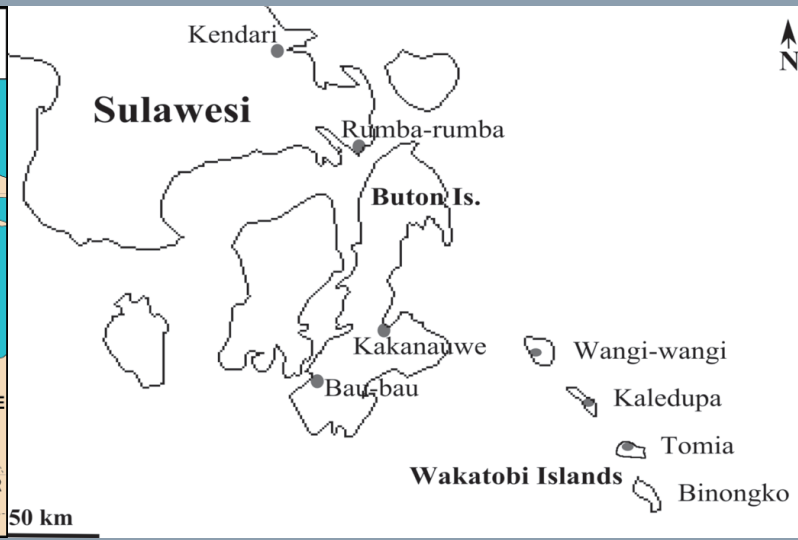 Kendari
N
Sulawesi
Rumba-rumba
Buton Is.
Kakanauwe
Wangi-wangi
Bau-bau
Kaledupa
Tomia
Wakatobi Islands
Binongko
50 km